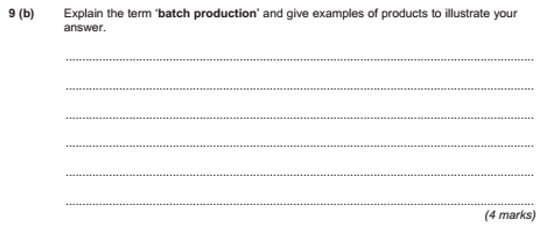 9 (b) Explain the term 'batch production' and give examples of products to illustrate your
answer.
(4 marks)